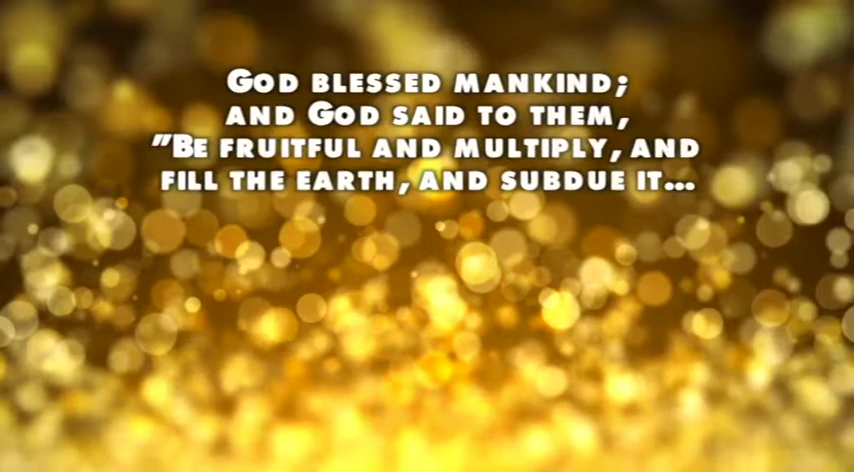 God blessed mankind;
and God said to them,
"Be fruitful and multiply, and
fill the earth, and subdue it...